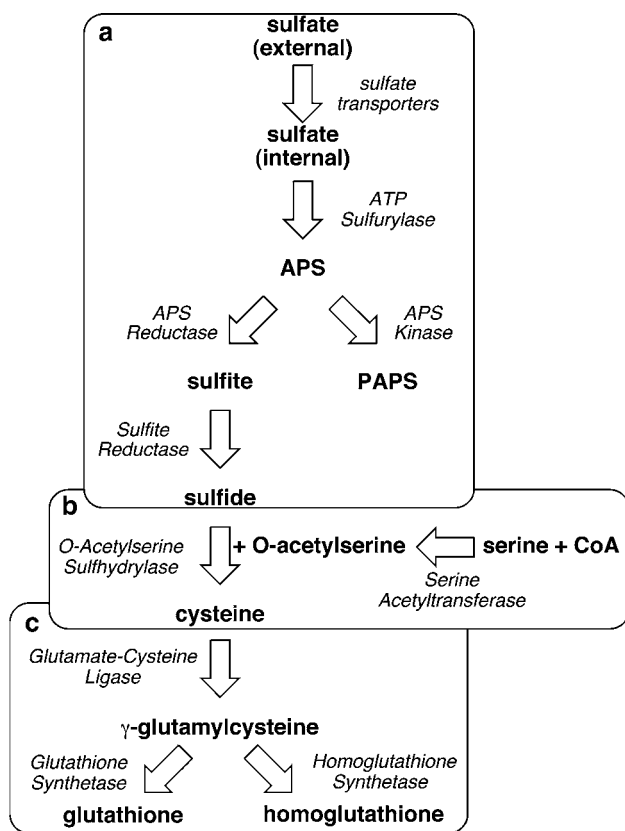 a
sulfate
(external)
sulfate
transporters
sulfate
(internal)
ATP
Sulfurylase
APS
APS
Reductase
APS
Kinase
sulfite
PAPS
Sulfite
Reductase
sulfide
b
O-Acetylserine
Sulfhydrylase
+ O-acetylserine
serine + CoA
Serine
Acetyltransferase
cysteine
c
Glutamate-Cysteine
Ligase
γ-glutamylcysteine
Glutathione
Synthetase
Homoglutathione
Synthetase
glutathione
homoglutathione